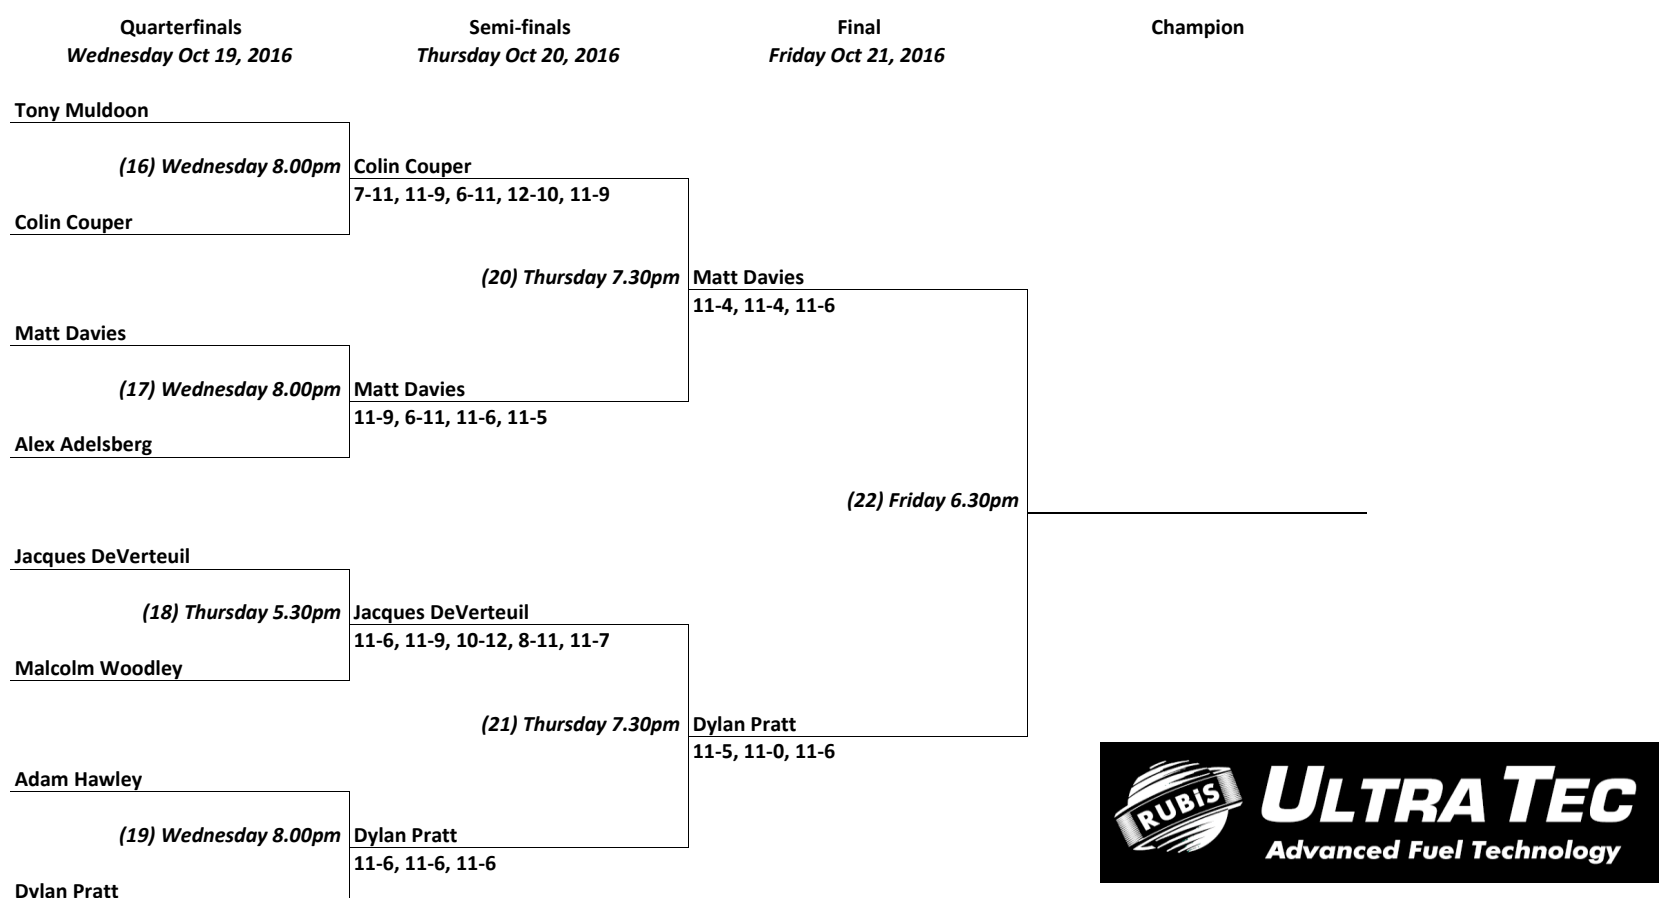 Quarterfinals Semi-finals Final Champion
Wednesday Oct 19, 2016 Thursday Oct 20, 2016 Friday Oct 21, 2016
Tony Muldoon
(16) Wednesday 8.00pm Colin Couper
7-11, 11-9, 6-11, 12-10, 11-9
Colin Couper
(20) Thursday 7.30pm Matt Davies
11-4, 11-4, 11-6
Matt Davies
(17) Wednesday 8.00pm Matt Davies
11-9, 6-11, 11-6, 11-5
Alex Adelsberg
(22) Friday 6.30pm
Jacques DeVerteuil
(18) Thursday 5.30pm Jacques DeVerteuil
11-6, 11-9, 10-12, 8-11, 11-7
Malcolm Woodley
(21) Thursday 7.30pm Dylan Pratt
11-5, 11-0, 11-6
Adam Hawley
(19) Wednesday 8.00pm Dylan Pratt
11-6, 11-6, 11-6
Dylan Pratt
RUBiS ULTRA TEC
Advanced Fuel Technology